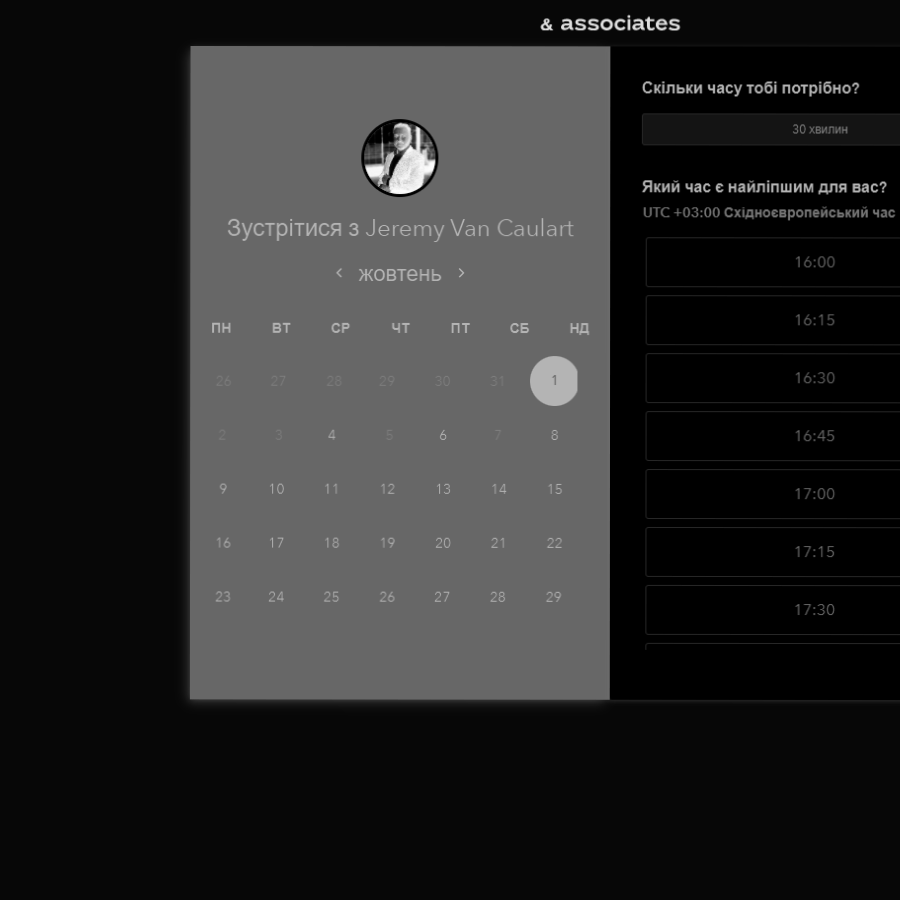 & associates
Зустрітися з Jeremy Van Caulart
жовтень
ПН ВТ СР ЧТ ПТ СБ НД
26 27 28 29 30 31 1
2 3 4 5 6 7 8
9 10 11 12 13 14 15
16 17 18 19 20 21 22
23 24 25 26 27 28 29
Скільки часу тобі потрібно?
30 хвилин
Який час є найліпшим для вас?
UTC +03:00 Східноєвропейський час
16:00
16:15
16:30
16:45
17:00
17:15
17:30